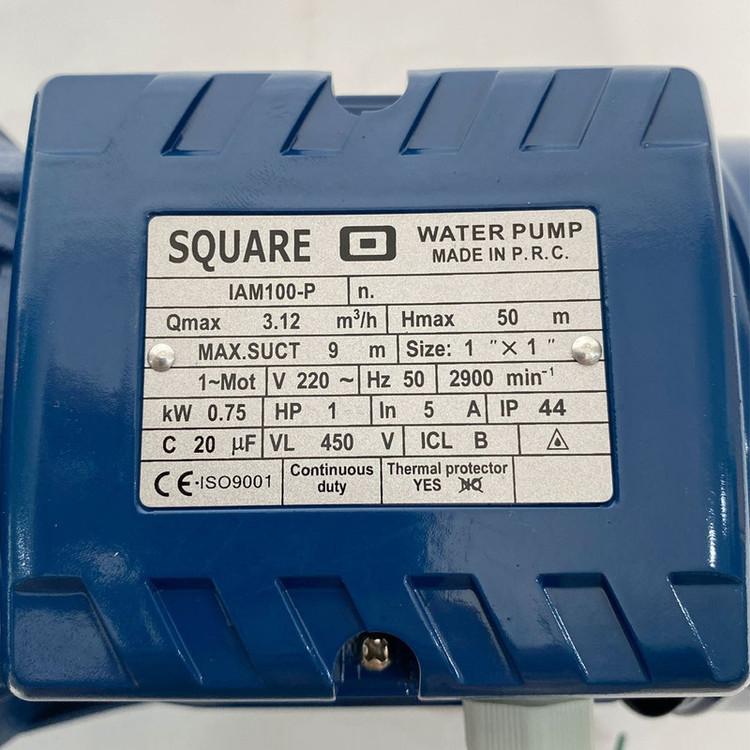 SQUARE WATER PUMP
MADE IN P.R.C.
IAM100-P n.
Qmax 3.12 m³/h Hmax 50 m
MAX.SUCT 9 m Size: 1 "×1 "
1~Mot V 220 ~ Hz 50 2900 min⁻¹
kW 0.75 HP 1 In 5 A IP 44
C 20 µF VL 450 V ICL B
CE·ISO9001 Continuous duty Thermal protector YES NO